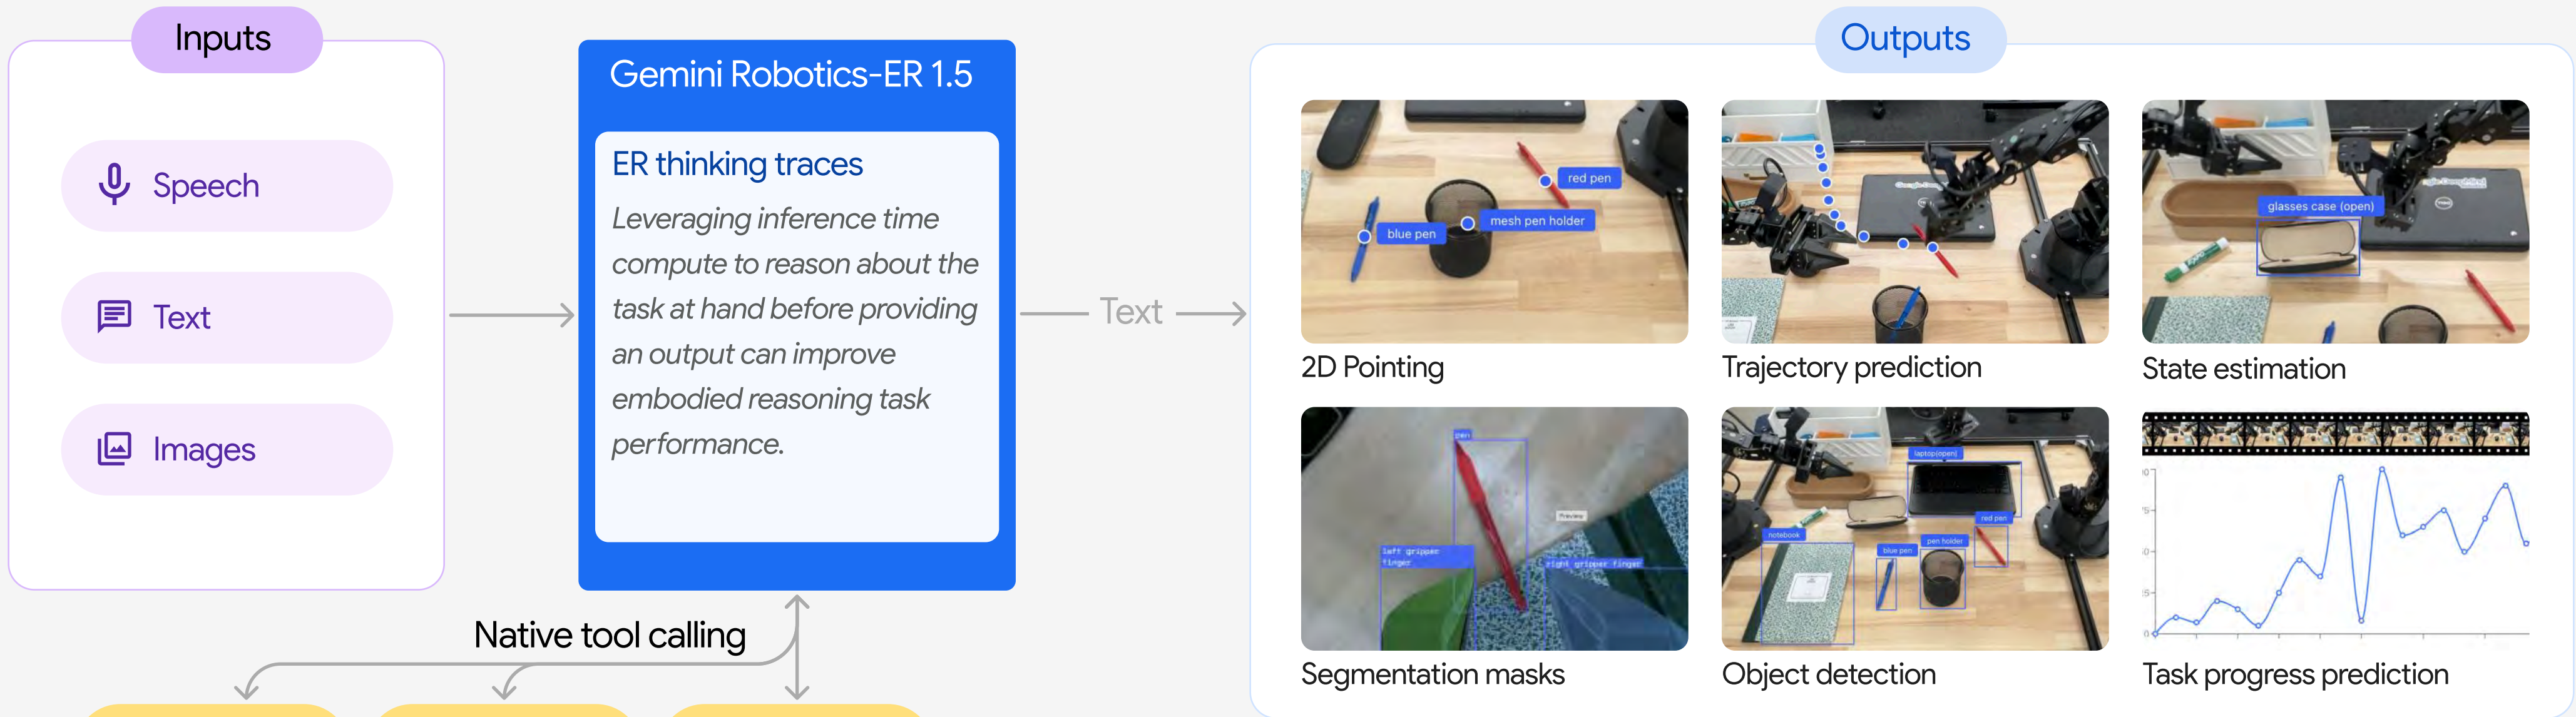 Inputs
Speech
Text
Images
Gemini Robotics-ER 1.5
ER thinking traces
Leveraging inference time
compute to reason about the
task at hand before providing
an output can improve
embodied reasoning task
performance.
Native tool calling
Text
Outputs
red pen
mesh pen holder
blue pen
2D Pointing
Trajectory prediction
glasses case (open)
State estimation
pen
Preview
left gripper
finger
right gripper finger
Segmentation masks
laptop(open)
red pen
notebook
blue pen
pen holder
Object detection
0
Task progress prediction